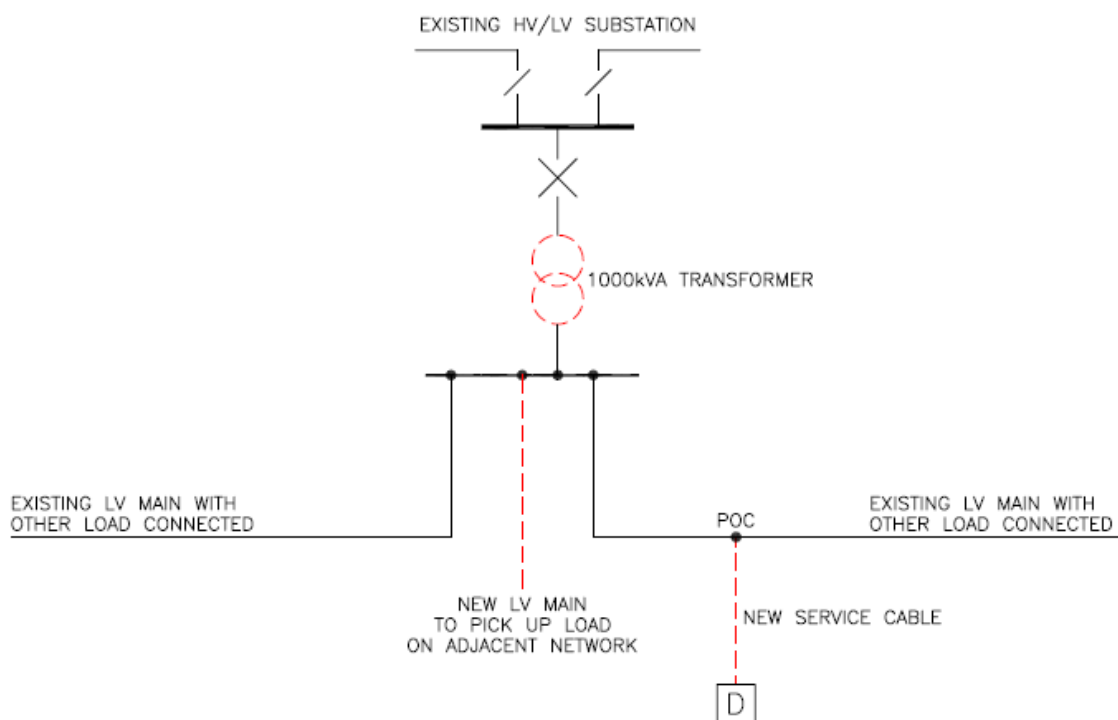 EXISTING HV/LV SUBSTATION
1000kVA TRANSFORMER
EXISTING LV MAIN WITH
OTHER LOAD CONNECTED
POC
EXISTING LV MAIN WITH
OTHER LOAD CONNECTED
NEW LV MAIN
TO PICK UP LOAD
ON ADJACENT NETWORK
NEW SERVICE CABLE
D